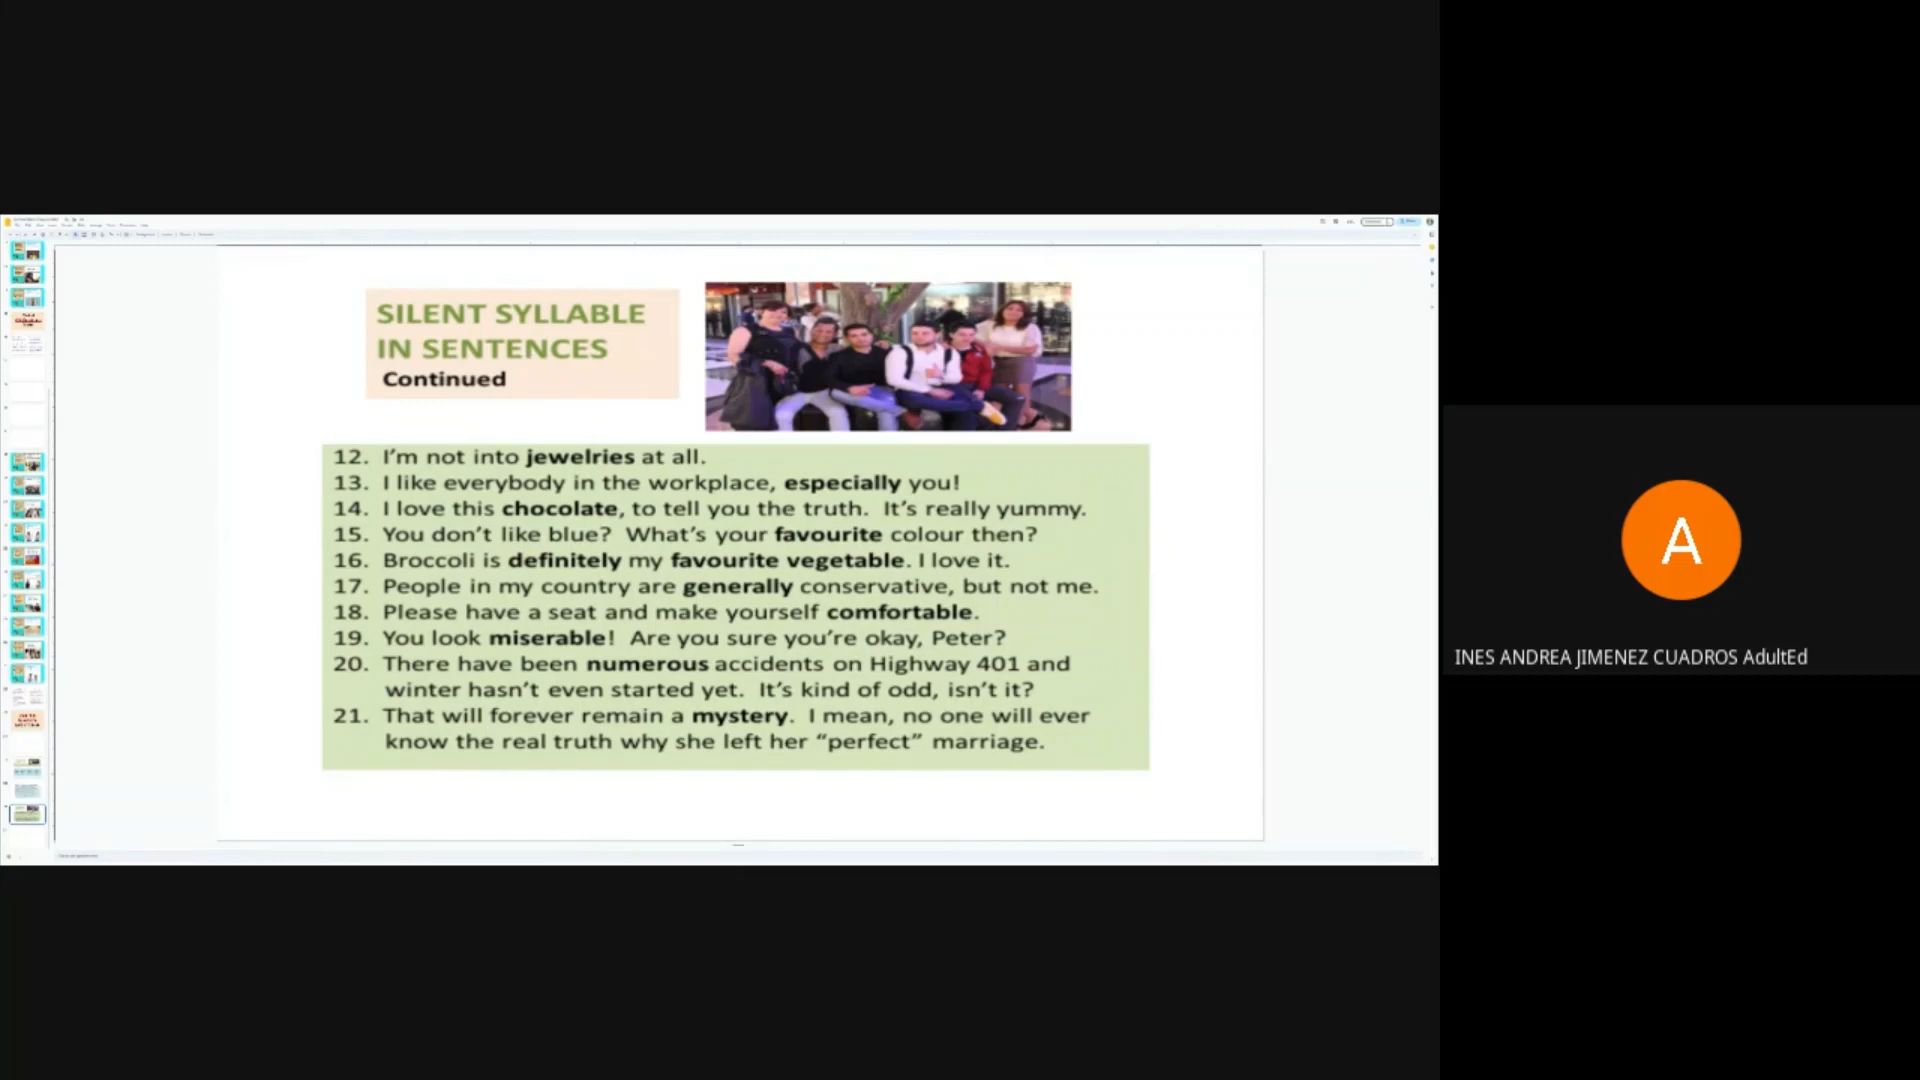 SILENT SYLLABLE
IN SENTENCES
Continued
12. I'm not into jewelries at all.
13. I like everybody in the workplace, especially you!
14. I love this chocolate, to tell you the truth. It's really yummy.
15. You don't like blue? What's your favourite colour then?
16. Broccoli is definitely my favourite vegetable. I love it.
17. People in my country are generally conservative, but not me.
18. Please have a seat and make yourself comfortable.
19. You look miserable! Are you sure you're okay, Peter?
20. There have been numerous accidents on Highway 401 and
winter hasn't even started yet. It's kind of odd, isn't it?
21. That will forever remain a mystery. I mean, no one will ever
know the real truth why she left her “perfect” marriage.
A
INES ANDREA JIMENEZ CUADROS AdultEd